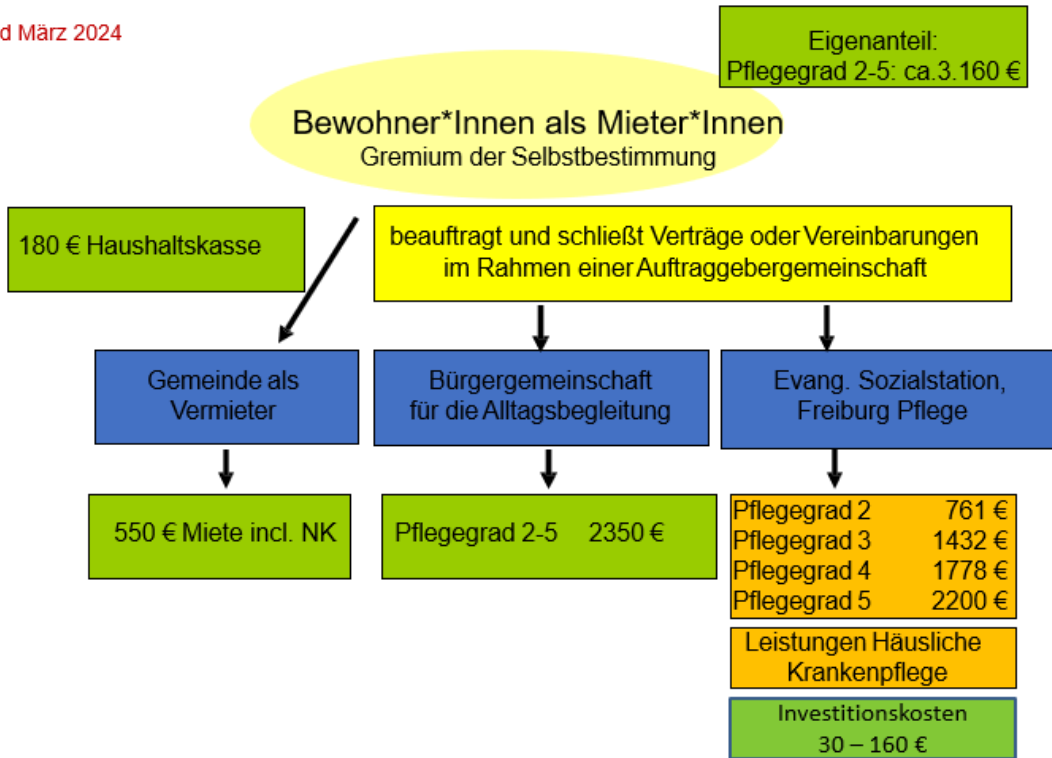 d März 2024
Eigenanteil:
Pflegegrad 2-5: ca.3.160 €
Bewohner*Innen als Mieter*Innen
Gremium der Selbstbestimmung
180 € Haushaltskasse
beauftragt und schließt Verträge oder Vereinbarungen
im Rahmen einer Auftraggebergemeinschaft
Gemeinde als
Vermieter
Bürgergemeinschaft
für die Alltagsbegleitung
Evang. Sozialstation,
Freiburg Pflege
550 € Miete incl. NK
Pflegegrad 2-5 2350 €
Pflegegrad 2 761 €
Pflegegrad 3 1432 €
Pflegegrad 4 1778 €
Pflegegrad 5 2200 €
Leistungen Häusliche
Krankenpflege
Investitionskosten
30 – 160 €